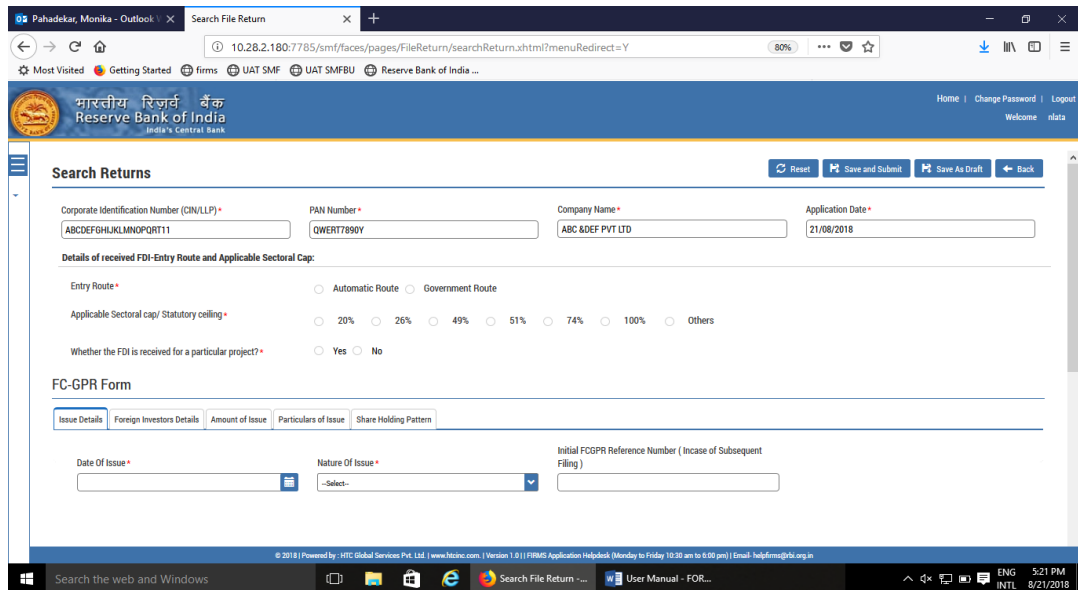 Pahadekar, Monika - Outlook
Search File Return
10.28.2.180:7785/smf/faces/pages/FileReturn/searchReturn.xhtml?menuRedirect=Y
80%
Most Visited Getting Started firms UAT SMF UAT SMFBU Reserve Bank of India ...
भारतीय रिज़र्व बैंक
Reserve Bank of India
India's Central Bank
Home | Change Password | Logout
Welcome nlata
Search Returns
Reset Save and Submit Save As Draft Back
Corporate Identification Number (CIN/LLP) * PAN Number * Company Name * Application Date *
ABCDEFGHIJKLMNOPQRT11 QWERT7890Y ABC &DEF PVT LTD 21/08/2018
Details of received FDI-Entry Route and Applicable Sectoral Cap:
Entry Route * Automatic Route Government Route
Applicable Sectoral cap/ Statutory ceiling * 20% 26% 49% 51% 74% 100% Others
Whether the FDI is received for a particular project? * Yes No
FC-GPR Form
Issue Details Foreign Investors Details Amount of Issue Particulars of Issue Share Holding Pattern
Date Of Issue * Nature Of Issue * Initial FCGPR Reference Number ( Incase of Subsequent
Filing )
--Select--
© 2018 | Powered by : HTC Global Services Pvt. Ltd. | www.htcinc.com. | Version 1.0 | | FIRMS Application Helpdesk (Monday to Friday 10:30 am to 6:00 pm) | Email- helpfirms@rbi.org.in
Search the web and Windows
Search File Return -...
User Manual - FOR...
ENG 5:21 PM
INTL 8/21/2018